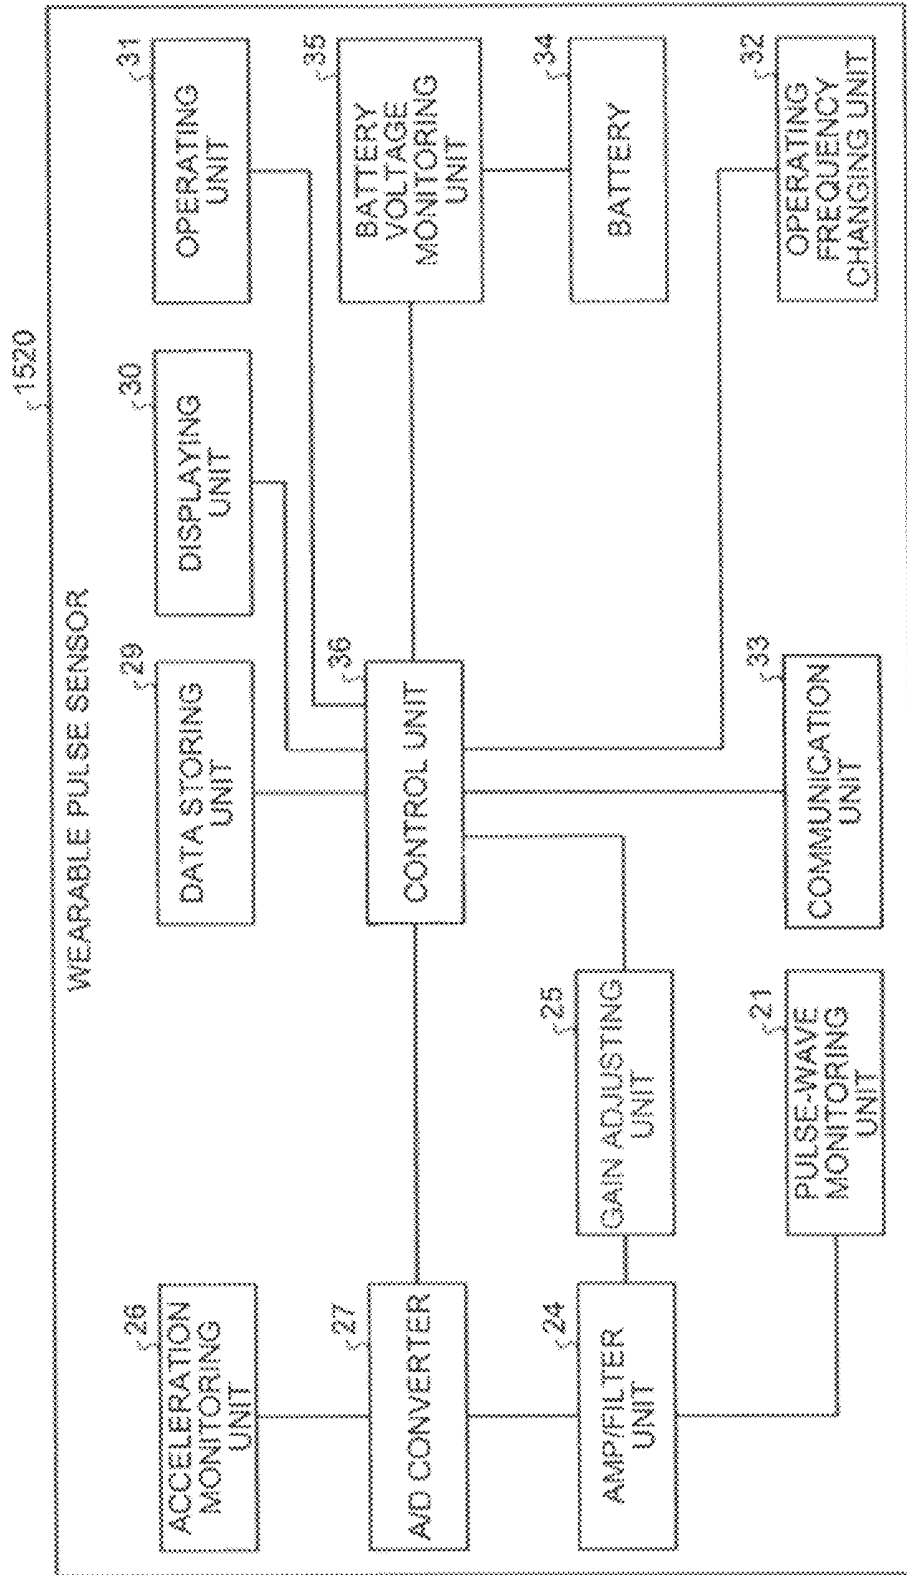 1520
WEARABLE PULSE SENSOR
26
ACCELERATION
MONITORING
UNIT
29
DATA STORING
UNIT
30
DISPLAYING
UNIT
31
OPERATING
UNIT
27
A/D CONVERTER
36
CONTROL UNIT
35
BATTERY
VOLTAGE
MONITORING
UNIT
24
AMP/FILTER
UNIT
25
GAIN ADJUSTING
UNIT
34
BATTERY
21
PULSE-WAVE
MONITORING
UNIT
33
COMMUNICATION
UNIT
32
OPERATING
FREQUENCY
CHANGING UNIT